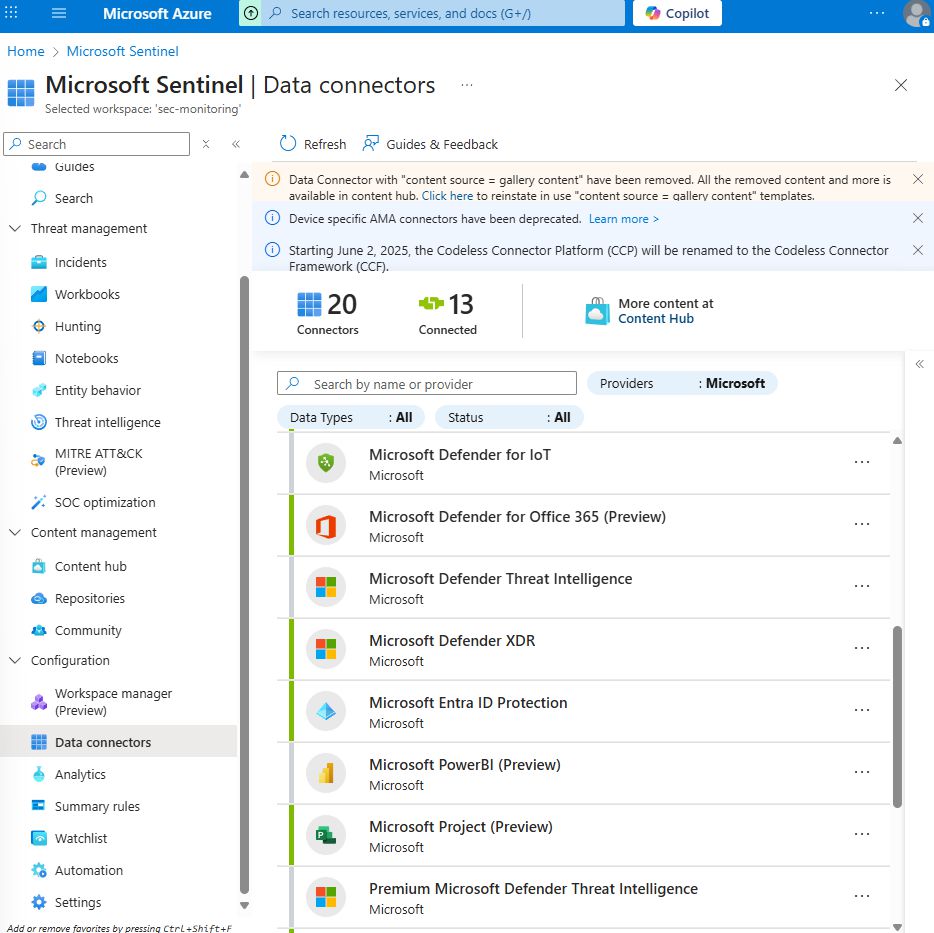 Microsoft Azure
Search resources, services, and docs (G+/)
Copilot
Home > Microsoft Sentinel
Microsoft Sentinel | Data connectors
Selected workspace: 'sec-monitoring'
Search
Refresh
Guides & Feedback
Guides
Search
Threat management
Incidents
Workbooks
Hunting
Notebooks
Entity behavior
Threat intelligence
MITRE ATT&CK
(Preview)
SOC optimization
Content management
Content hub
Repositories
Community
Configuration
Workspace manager
(Preview)
Data connectors
Analytics
Summary rules
Watchlist
Automation
Settings
Add or remove favorites by pressing Ctrl+Shift+F
Data Connector with "content source = gallery content" have been removed. All the removed content and more is
available in content hub. Click here to reinstate in use "content source = gallery content" templates.
Device specific AMA connectors have been deprecated. Learn more >
Starting June 2, 2025, the Codeless Connector Platform (CCP) will be renamed to the Codeless Connector
Framework (CCF).
20
Connectors
13
Connected
More content at
Content Hub
Search by name or provider
Providers : Microsoft
Data Types : All
Status : All
Microsoft Defender for IoT
Microsoft
Microsoft Defender for Office 365 (Preview)
Microsoft
Microsoft Defender Threat Intelligence
Microsoft
Microsoft Defender XDR
Microsoft
Microsoft Entra ID Protection
Microsoft
Microsoft PowerBI (Preview)
Microsoft
Microsoft Project (Preview)
Microsoft
Premium Microsoft Defender Threat Intelligence
Microsoft